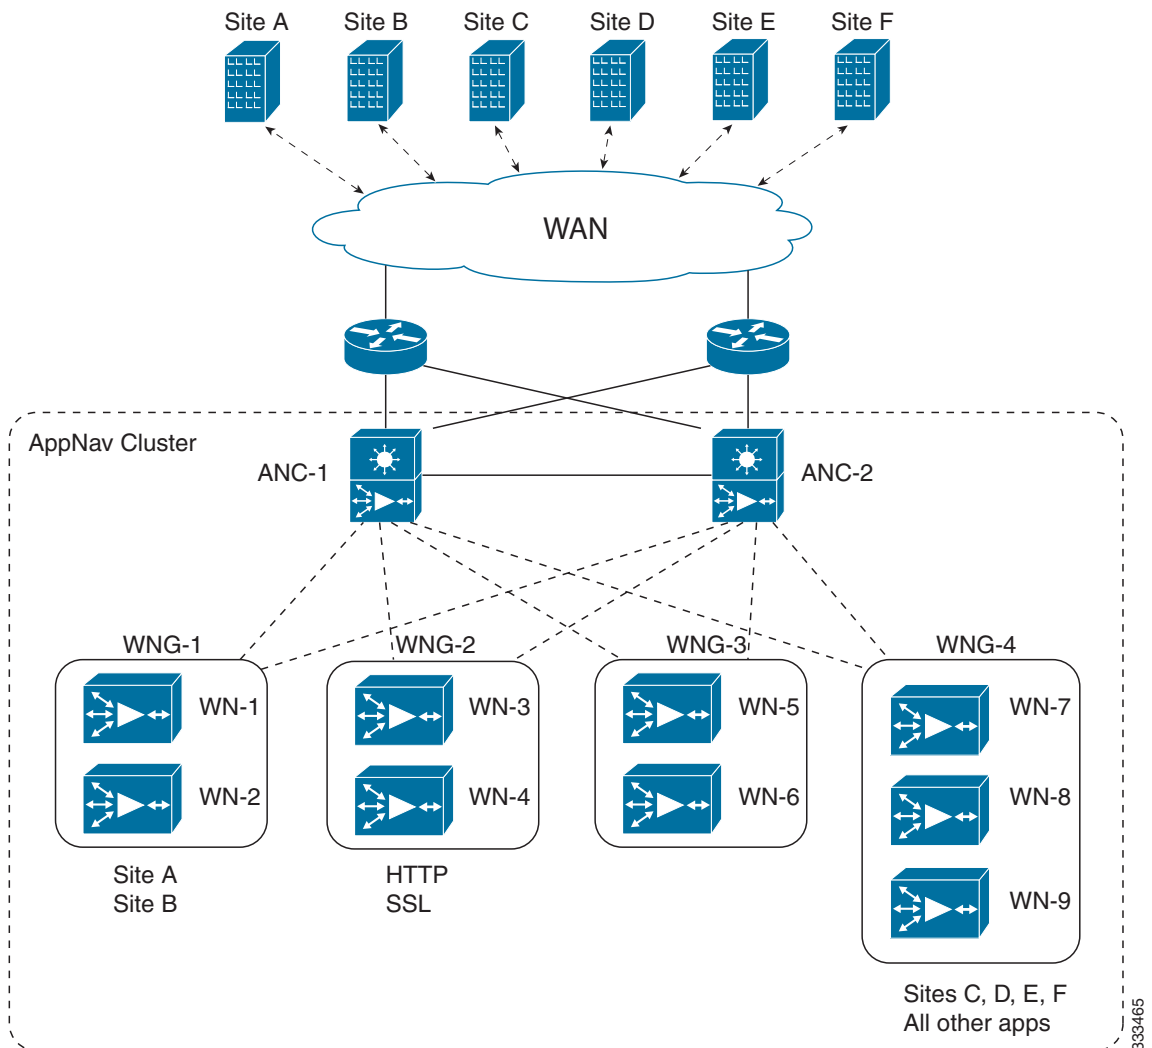 Site A
Site B
Site C
Site D
Site E
Site F
WAN
AppNav Cluster
ANC-1
ANC-2
WNG-1
WNG-2
WNG-3
WNG-4
WN-1
WN-3
WN-5
WN-7
WN-2
WN-4
WN-6
WN-8
WN-9
Site A
Site B
HTTP
SSL
Sites C, D, E, F
All other apps
333465